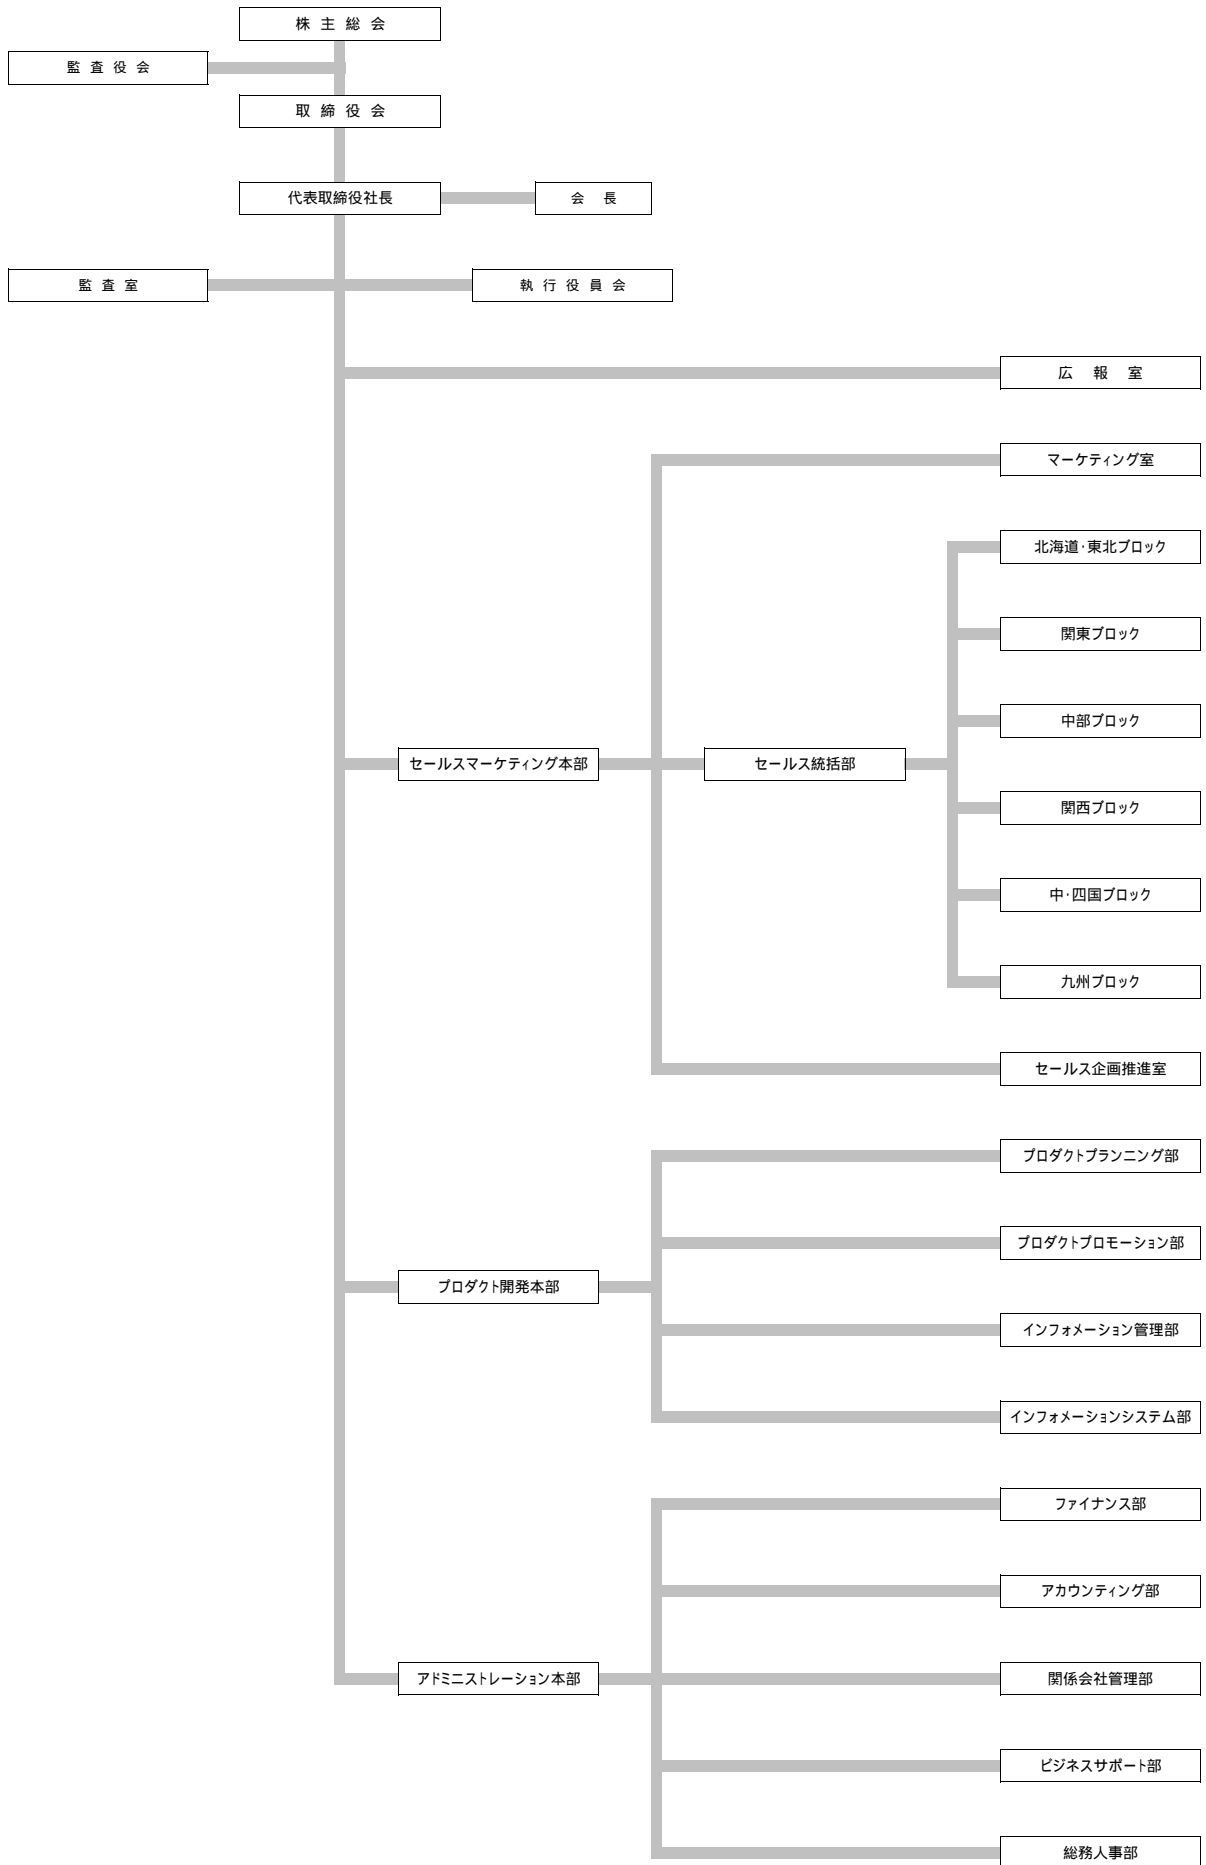 株主総会
監査役会
取締役会
代表取締役社長
会長
監査室
執行役員会
広報室
マーケティング室
北海道・東北ブロック
関東ブロック
中部ブロック
セールスマーケティング本部
セールス統括部
関西ブロック
中・四国ブロック
九州ブロック
セールス企画推進室
プロダクトプランニング部
プロダクトプロモーション部
プロダクト開発本部
インフォメーション管理部
インフォメーションシステム部
ファイナンス部
アカウンティング部
アドミニストレーション本部
関係会社管理部
ビジネスサポート部
総務人事部